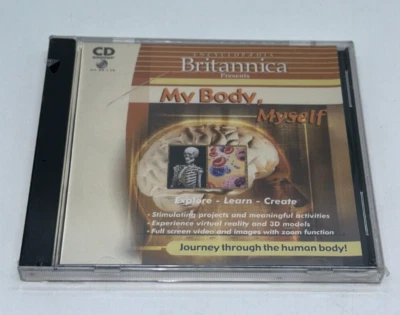 CD
ENCYCLOPÆDIA
Britannica
Presents
My Body,
Myself
Explore - Learn - Create
• Stimulating projects and meaningful activities
• Experience virtual reality and 3D models
• Full screen video and images with zoom function
Journey through the human body!